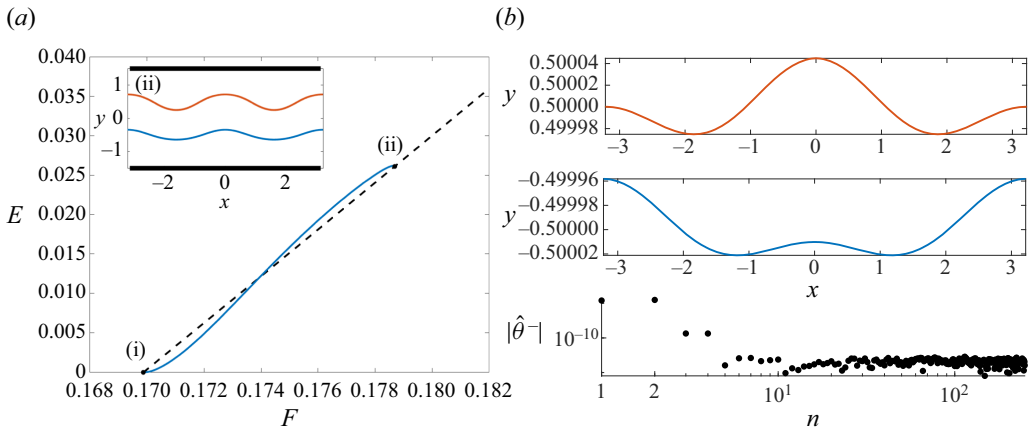 (a)
(b)
0.040
0.035
0.030
0.025
0.020
0.015
0.010
0.005
0
E
0.168 0.170 0.172 0.174 0.176 0.178 0.180 0.182
F
(i)
(ii)
(ii)
1
0
−1
y
−2 0 2
x
0.50004
0.50000
0.49998
y
−3 −2 −1 0 1 2 3
−0.49996
−0.49998
−0.50000
−0.50002
y
−3 −2 −1 0 1 2 3
x
|θ̂⁻|
10⁻¹⁰
1 2 10¹ 10²
n